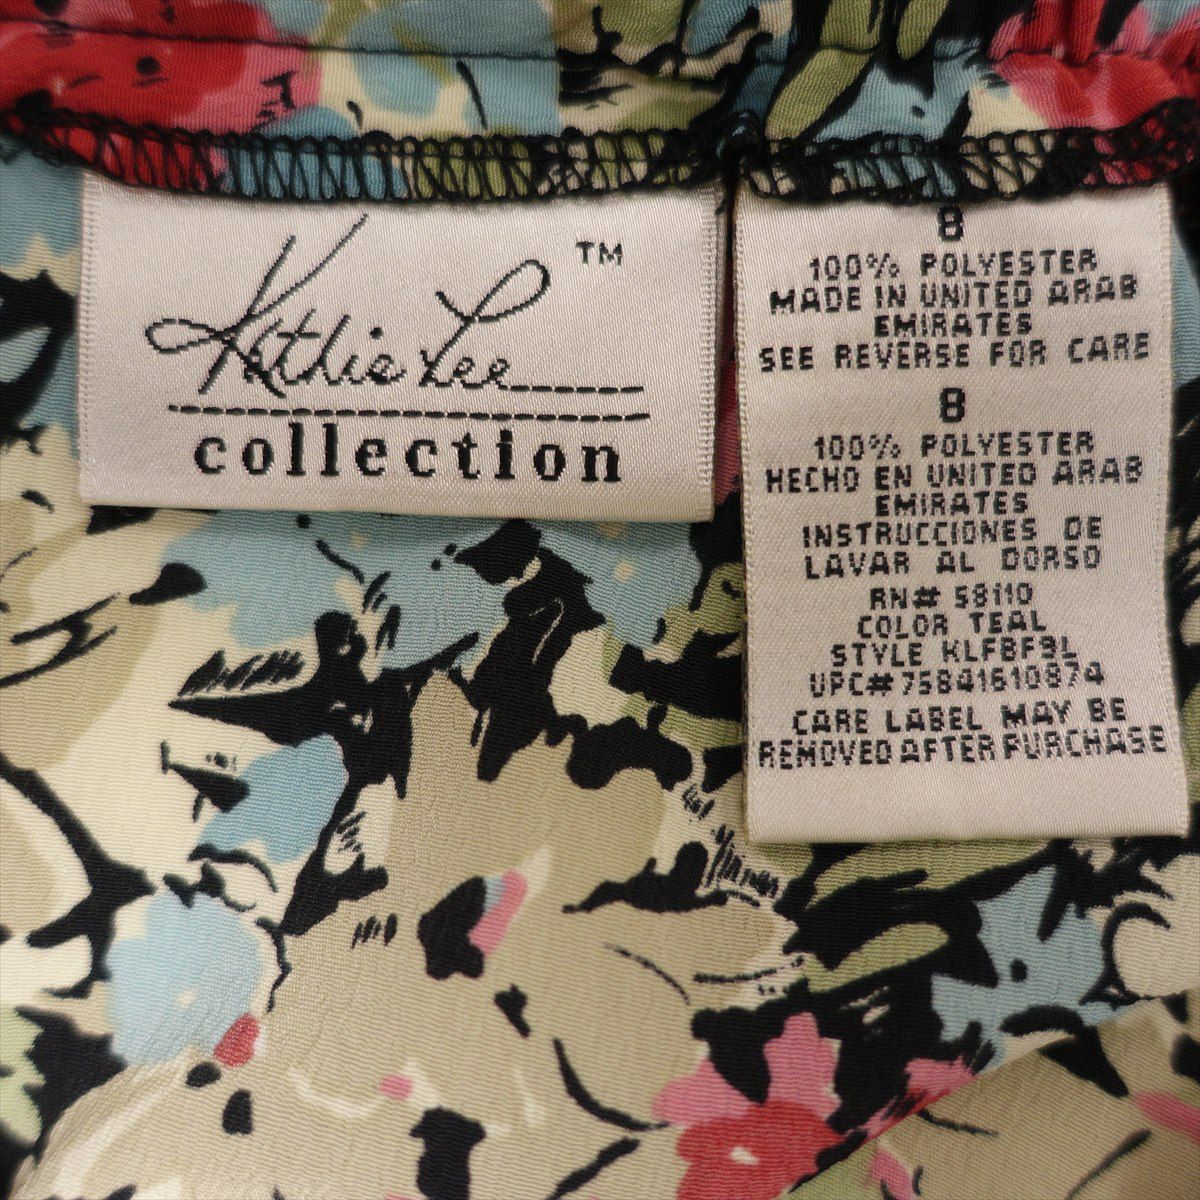 Kathie Lee TM
collection
8
100% POLYESTER
MADE IN UNITED ARAB
EMIRATES
SEE REVERSE FOR CARE
8
100% POLYESTER
HECHO EN UNITED ARAB
EMIRATES
INSTRUCCIONES DE
LAVAR AL DORSO
RN# 58110
COLOR TEAL
STYLE KLFBF3L
UPC# 75841610874
CARE LABEL MAY BE
REMOVED AFTER PURCHASE